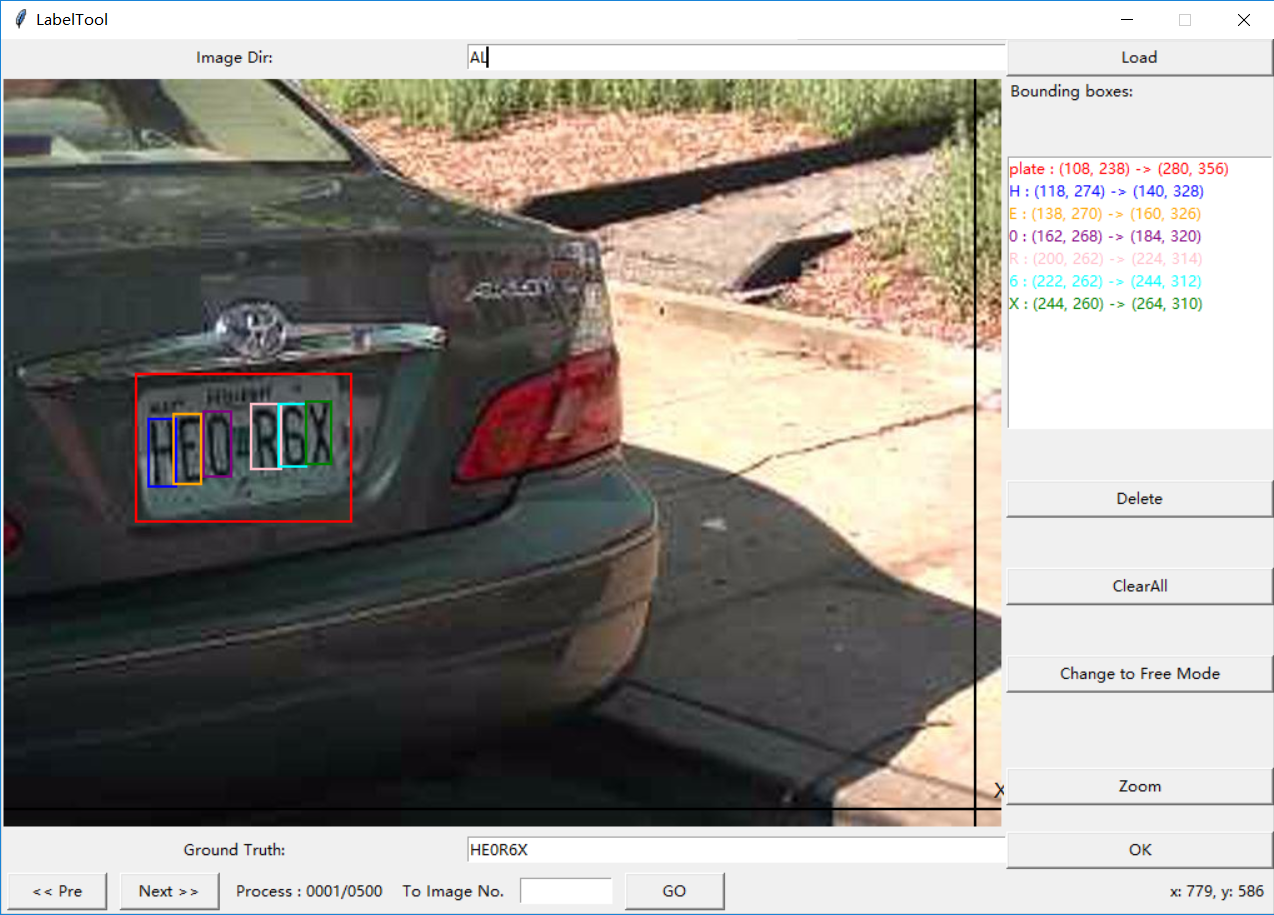 LabelTool
Image Dir:
AL
Load
Bounding boxes:
plate : (108, 238) -> (280, 356)
H : (118, 274) -> (140, 328)
E : (138, 270) -> (160, 326)
0 : (162, 268) -> (184, 320)
R : (200, 262) -> (224, 314)
6 : (222, 262) -> (244, 312)
X : (244, 260) -> (264, 310)
HE0 R6X
Delete
ClearAll
Change to Free Mode
Zoom
X
Ground Truth:
HE0R6X
OK
<< Pre
Next >>
Process : 0001/0500
To Image No.
GO
x: 779, y: 586